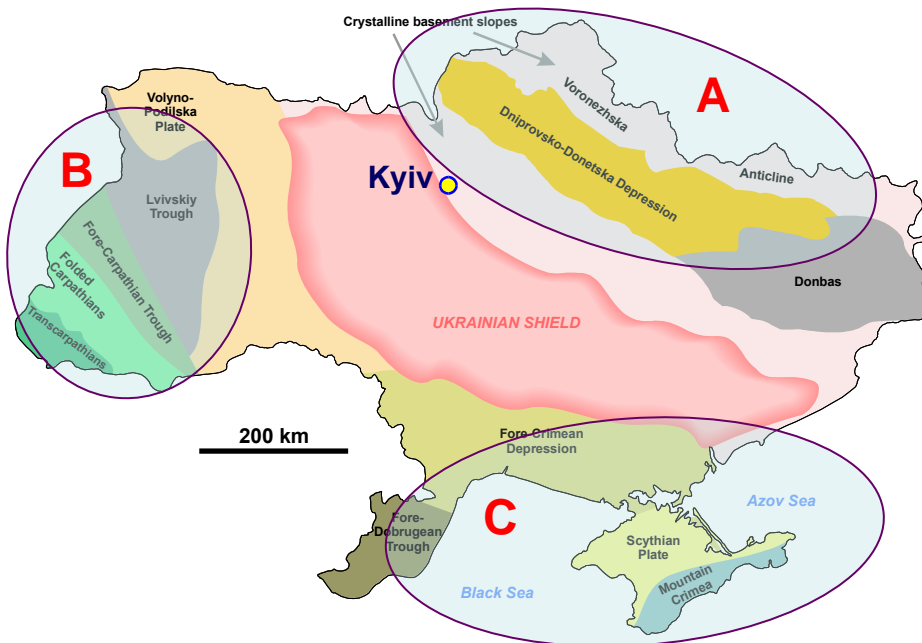 Crystalline basement slopes
A
Voronezhska
Volyno-
Podilska
Plate
Dniprovsko-Donetska Depression
B
Kyiv
Anticline
Lvivskiy
Trough
Fore-Carpathian Trough
Folded
Carpathians
Donbas
Transcarpathians
UKRAINIAN SHIELD
200 km
Fore-Crimean
Depression
Azov Sea
C
Fore-
Dobrugean
Trough
Scythian
Plate
Mountain
Crimea
Black Sea